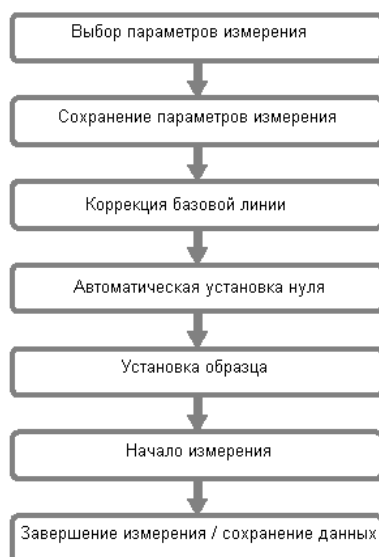 Выбор параметров измерения
Сохранение параметров измерения
Коррекция базовой линии
Автоматическая установка нуля
Установка образца
Начало измерения
Завершение измерения / сохранение данных